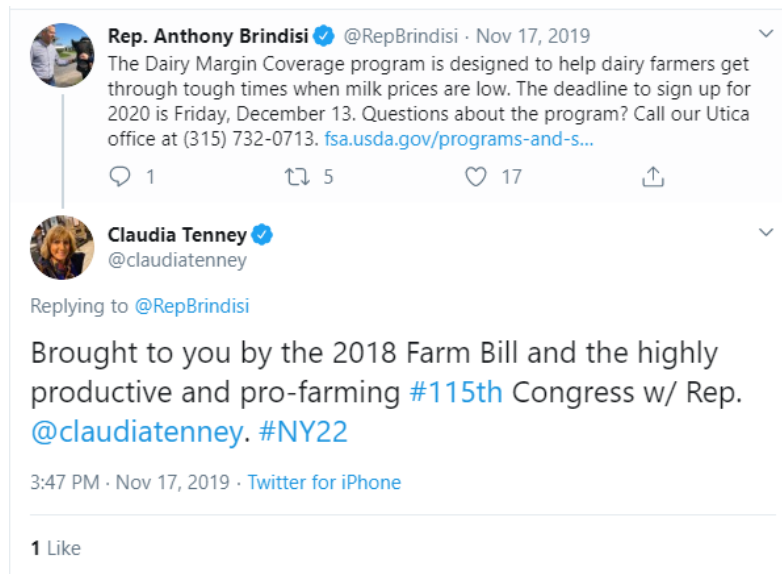 Rep. Anthony Brindisi @RepBrindisi · Nov 17, 2019
The Dairy Margin Coverage program is designed to help dairy farmers get
through tough times when milk prices are low. The deadline to sign up for
2020 is Friday, December 13. Questions about the program? Call our Utica
office at (315) 732-0713. fsa.usda.gov/programs-and-s...
1 5 17
Claudia Tenney
@claudiatenney
Replying to @RepBrindisi
Brought to you by the 2018 Farm Bill and the highly
productive and pro-farming #115th Congress w/ Rep.
@claudiatenney. #NY22
3:47 PM · Nov 17, 2019 · Twitter for iPhone
1 Like